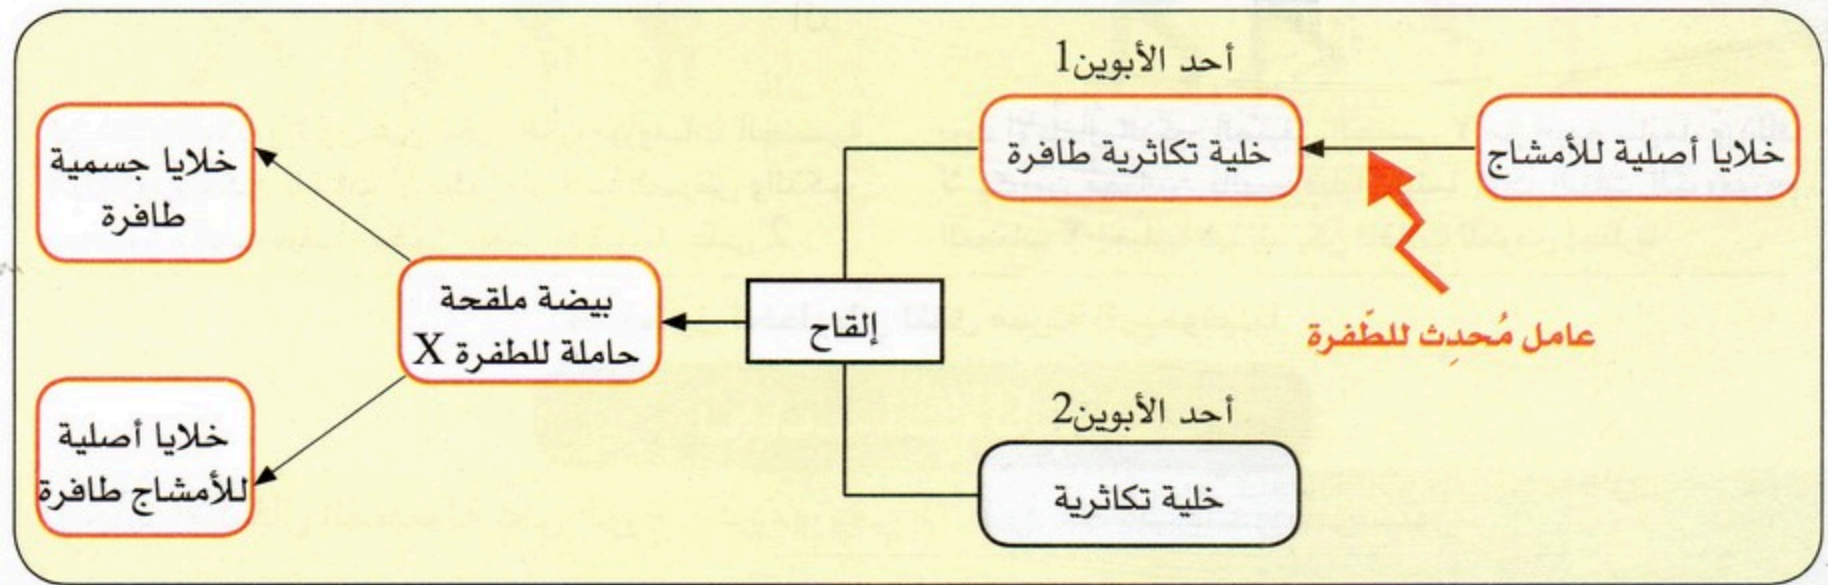 أحد الأبوين1
خلايا أصلية للأمشاج
خلية تكاثرية طافرة
عامل مُحدِث للطّفرة
أحد الأبوين2
خلية تكاثرية
إلقاح
بيضة ملقحة
حاملة للطفرة X
خلايا جسمية
طافرة
خلايا أصلية
للأمشاج طافرة